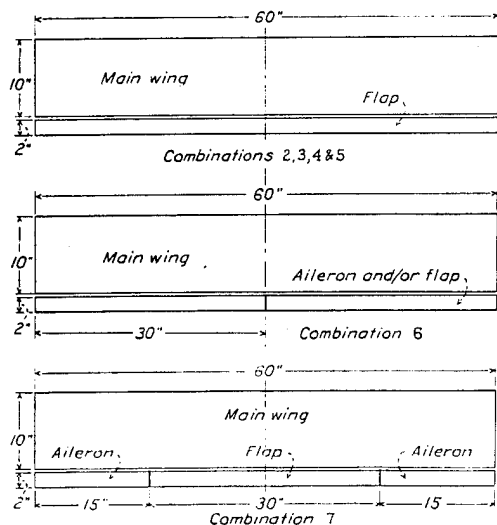 60"
Main wing
10"
Flap
2"
Combinations 2,3,4&5
60"
Main wing
10"
Aileron and/or flap
2"
30"
Combination 6
60"
Main wing
10"
Aileron Flap Aileron
2"
15" 30" 15
Combination 7